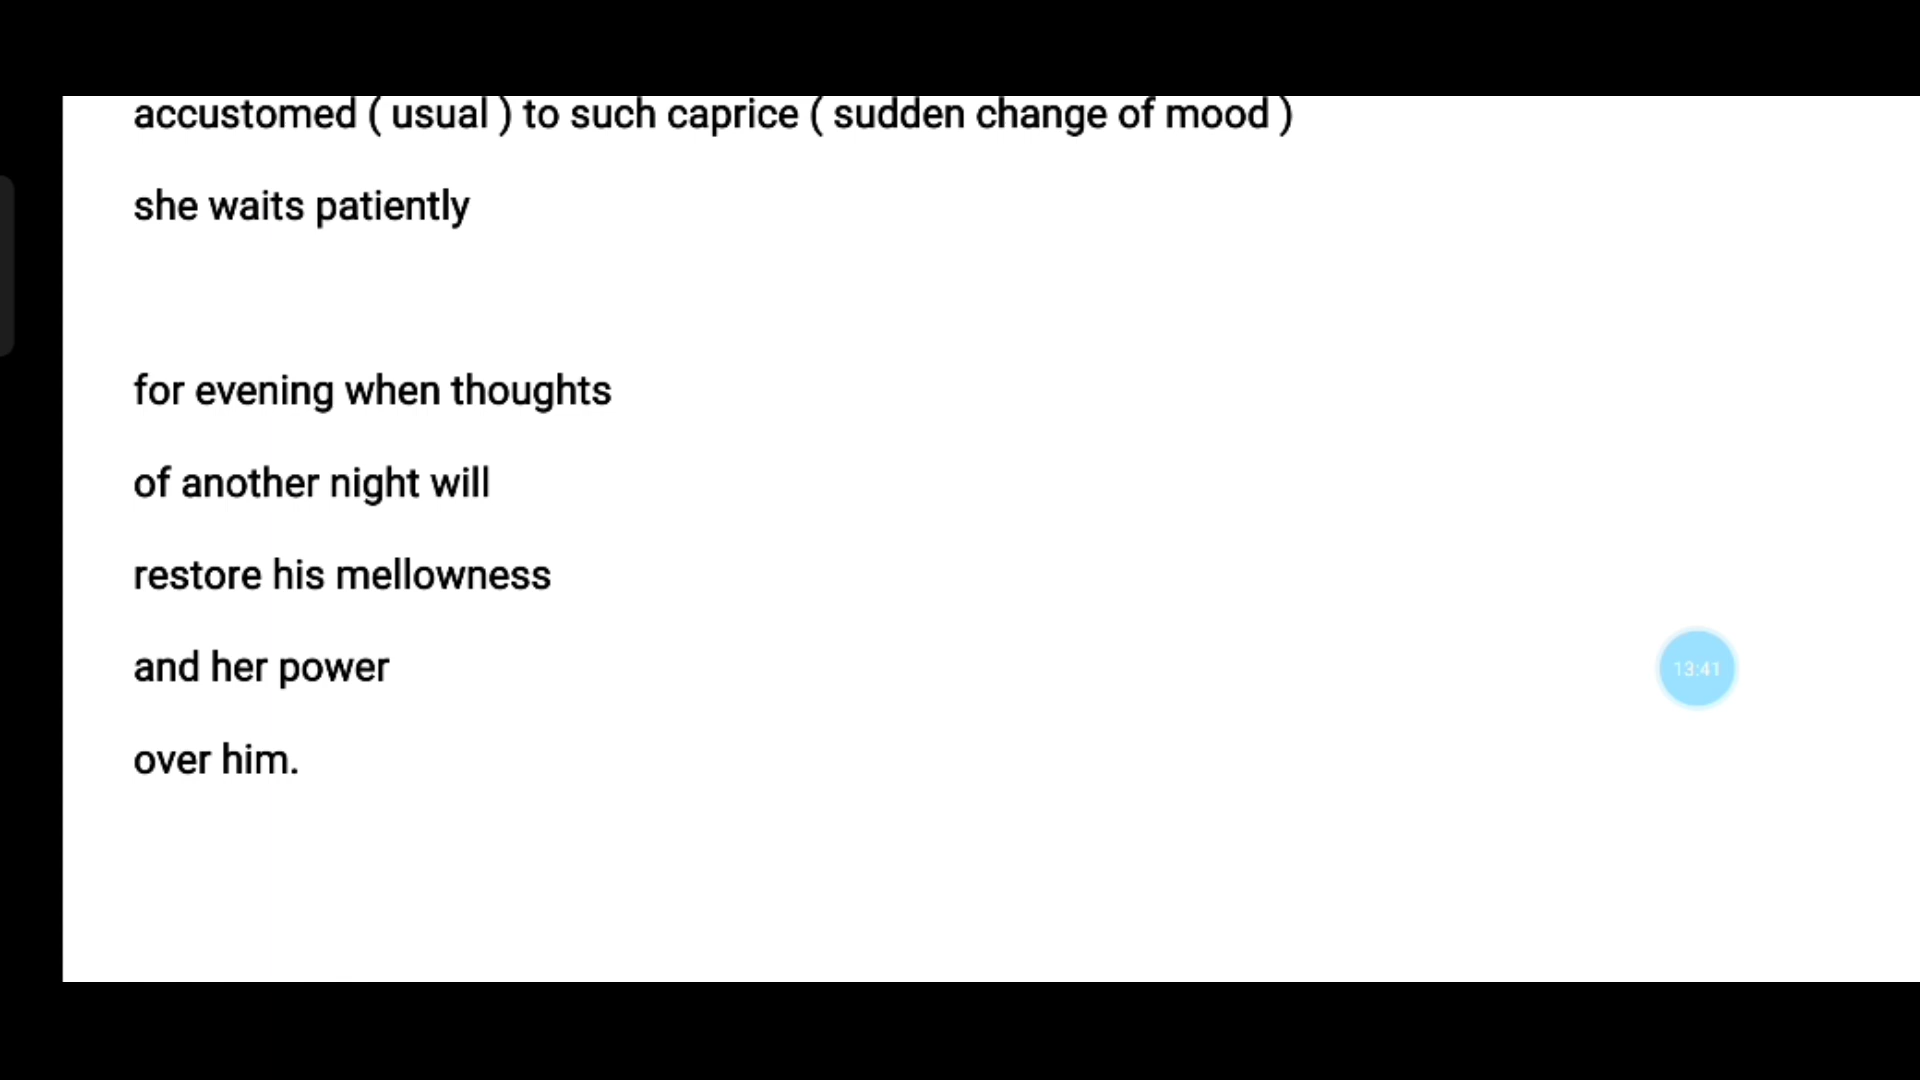 accustomed ( usual ) to such caprice ( sudden change of mood )
she waits patiently
for evening when thoughts
of another night will
restore his mellowness
and her power
13:41
over him.